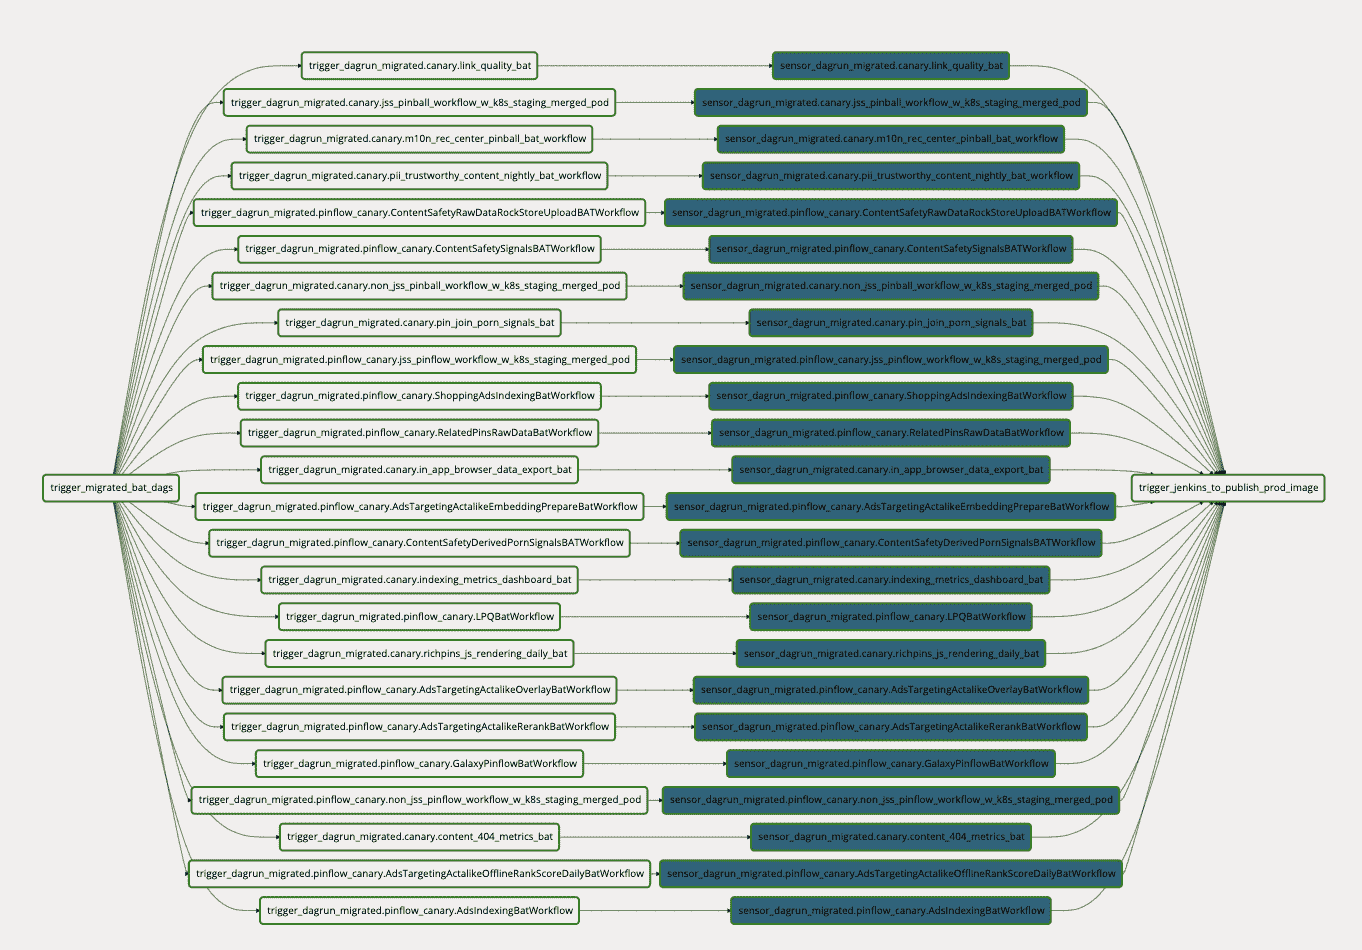 trigger_dagrun_migrated.canary.link_quality_bat sensor_dagrun_migrated.canary.link_quality_bat
trigger_dagrun_migrated.canary.jss_pinball_workflow_w_k8s_staging_merged_pod sensor_dagrun_migrated.canary.jss_pinball_workflow_w_k8s_staging_merged_pod
trigger_dagrun_migrated.canary.m10n_rec_center_pinball_bat_workflow sensor_dagrun_migrated.canary.m10n_rec_center_pinball_bat_workflow
trigger_dagrun_migrated.canary.pii_trustworthy_content_nightly_bat_workflow sensor_dagrun_migrated.canary.pii_trustworthy_content_nightly_bat_workflow
trigger_dagrun_migrated.pinflow_canary.ContentSafetyRawDataRockStoreUploadBATWorkflow sensor_dagrun_migrated.pinflow_canary.ContentSafetyRawDataRockStoreUploadBATWorkflow
trigger_dagrun_migrated.pinflow_canary.ContentSafetySignalsBATWorkflow sensor_dagrun_migrated.pinflow_canary.ContentSafetySignalsBATWorkflow
trigger_dagrun_migrated.canary.non_jss_pinball_workflow_w_k8s_staging_merged_pod sensor_dagrun_migrated.canary.non_jss_pinball_workflow_w_k8s_staging_merged_pod
trigger_dagrun_migrated.canary.pin_join_porn_signals_bat sensor_dagrun_migrated.canary.pin_join_porn_signals_bat
trigger_dagrun_migrated.pinflow_canary.jss_pinflow_workflow_w_k8s_staging_merged_pod sensor_dagrun_migrated.pinflow_canary.jss_pinflow_workflow_w_k8s_staging_merged_pod
trigger_dagrun_migrated.pinflow_canary.ShoppingAdsIndexingBatWorkflow sensor_dagrun_migrated.pinflow_canary.ShoppingAdsIndexingBatWorkflow
trigger_dagrun_migrated.pinflow_canary.RelatedPinsRawDataBatWorkflow sensor_dagrun_migrated.pinflow_canary.RelatedPinsRawDataBatWorkflow
trigger_dagrun_migrated.canary.in_app_browser_data_export_bat sensor_dagrun_migrated.canary.in_app_browser_data_export_bat
trigger_migrated_bat_dags trigger_jenkins_to_publish_prod_image
trigger_dagrun_migrated.pinflow_canary.AdsTargetingActalikeEmbeddingPrepareBatWorkflow sensor_dagrun_migrated.pinflow_canary.AdsTargetingActalikeEmbeddingPrepareBatWorkflow
trigger_dagrun_migrated.pinflow_canary.ContentSafetyDerivedPornSignalsBATWorkflow sensor_dagrun_migrated.pinflow_canary.ContentSafetyDerivedPornSignalsBATWorkflow
trigger_dagrun_migrated.canary.indexing_metrics_dashboard_bat sensor_dagrun_migrated.canary.indexing_metrics_dashboard_bat
trigger_dagrun_migrated.pinflow_canary.LPQBatWorkflow sensor_dagrun_migrated.pinflow_canary.LPQBatWorkflow
trigger_dagrun_migrated.canary.richpins_js_rendering_daily_bat sensor_dagrun_migrated.canary.richpins_js_rendering_daily_bat
trigger_dagrun_migrated.pinflow_canary.AdsTargetingActalikeOverlayBatWorkflow sensor_dagrun_migrated.pinflow_canary.AdsTargetingActalikeOverlayBatWorkflow
trigger_dagrun_migrated.pinflow_canary.AdsTargetingActalikeRerankBatWorkflow sensor_dagrun_migrated.pinflow_canary.AdsTargetingActalikeRerankBatWorkflow
trigger_dagrun_migrated.pinflow_canary.GalaxyPinflowBatWorkflow sensor_dagrun_migrated.pinflow_canary.GalaxyPinflowBatWorkflow
trigger_dagrun_migrated.pinflow_canary.non_jss_pinflow_workflow_w_k8s_staging_merged_pod sensor_dagrun_migrated.pinflow_canary.non_jss_pinflow_workflow_w_k8s_staging_merged_pod
trigger_dagrun_migrated.canary.content_404_metrics_bat sensor_dagrun_migrated.canary.content_404_metrics_bat
trigger_dagrun_migrated.pinflow_canary.AdsTargetingActalikeOfflineRankScoreDailyBatWorkflow sensor_dagrun_migrated.pinflow_canary.AdsTargetingActalikeOfflineRankScoreDailyBatWorkflow
trigger_dagrun_migrated.pinflow_canary.AdsIndexingBatWorkflow sensor_dagrun_migrated.pinflow_canary.AdsIndexingBatWorkflow